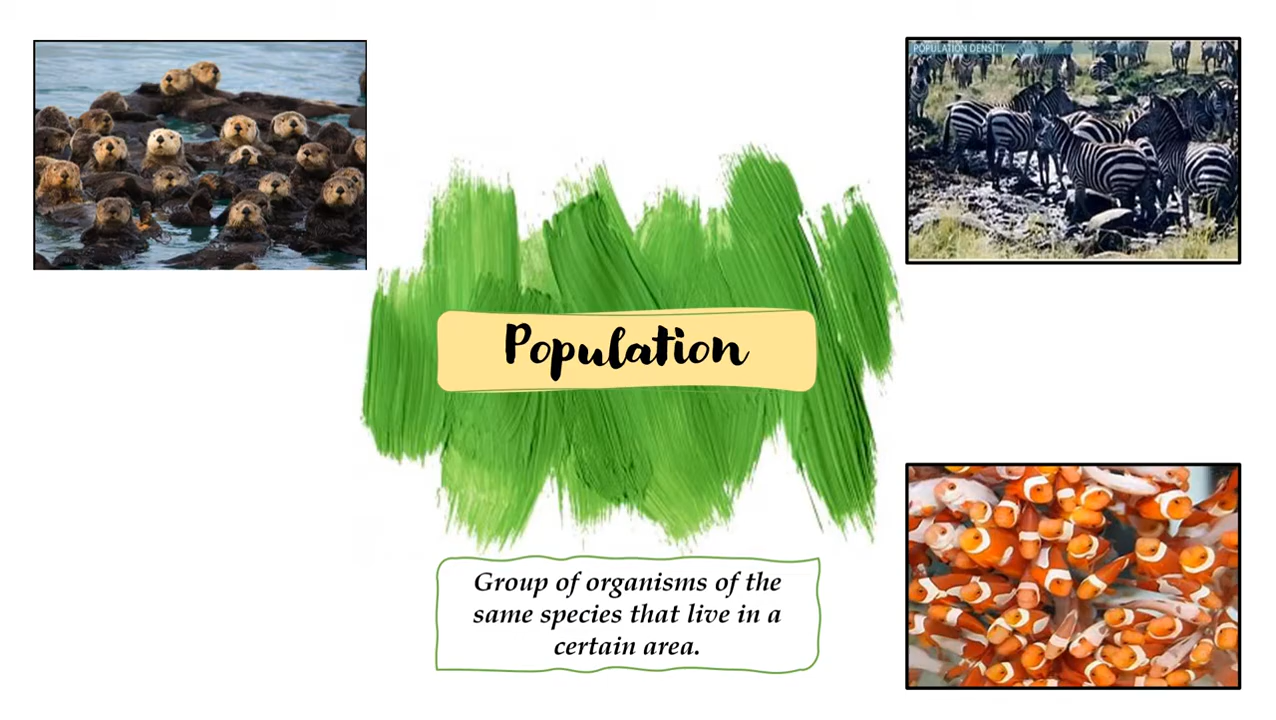 POPULATION DENSITY
Population
Group of organisms of the
same species that live in a
certain area.